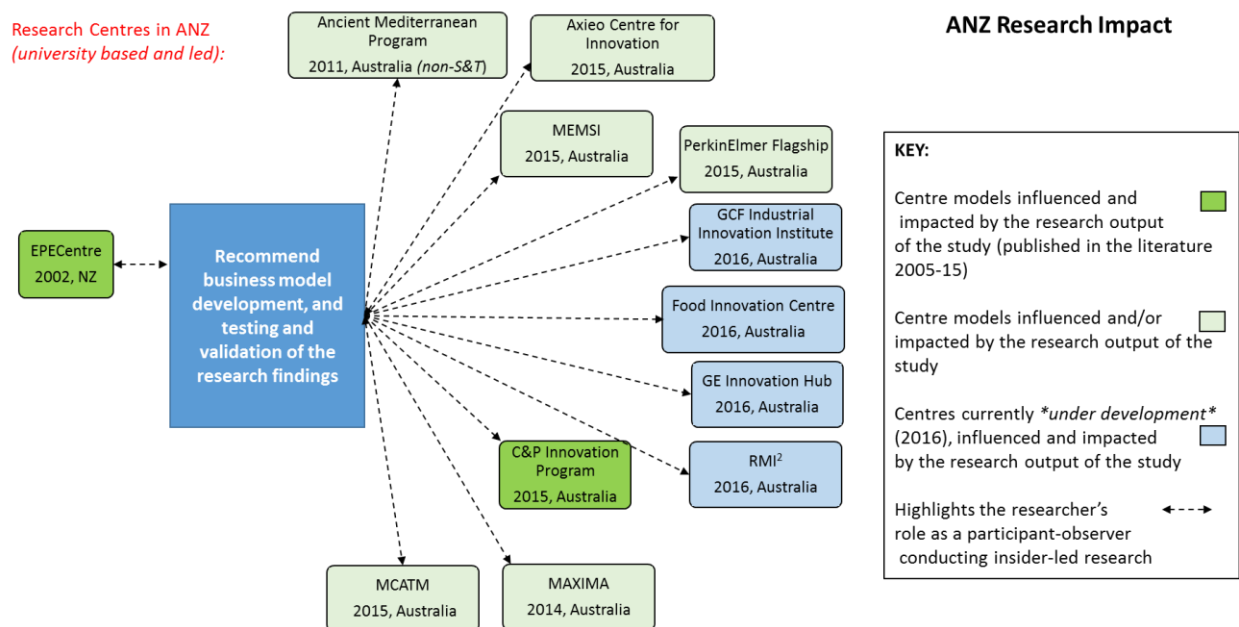 Research Centres in ANZ
(university based and led):
Ancient Mediterranean
Program
2011, Australia (non-S&T)
Axieo Centre for
Innovation
2015, Australia
ANZ Research Impact
MEMSI
2015, Australia
PerkinElmer Flagship
2015, Australia
EPECentre
2002, NZ
Recommend
business model
development, and
testing and
validation of the
research findings
GCF Industrial
Innovation Institute
2016, Australia
Food Innovation Centre
2016, Australia
GE Innovation Hub
2016, Australia
C&P Innovation
Program
2015, Australia
RMI²
2016, Australia
MCATM
2015, Australia
MAXIMA
2014, Australia
KEY:
Centre models influenced and
impacted by the research output
of the study (published in the literature
2005-15)
Centre models influenced and/or
impacted by the research output of the
study
Centres currently *under development*
(2016), influenced and impacted
by the research output of the study
Highlights the researcher's
role as a participant-observer
conducting insider-led research